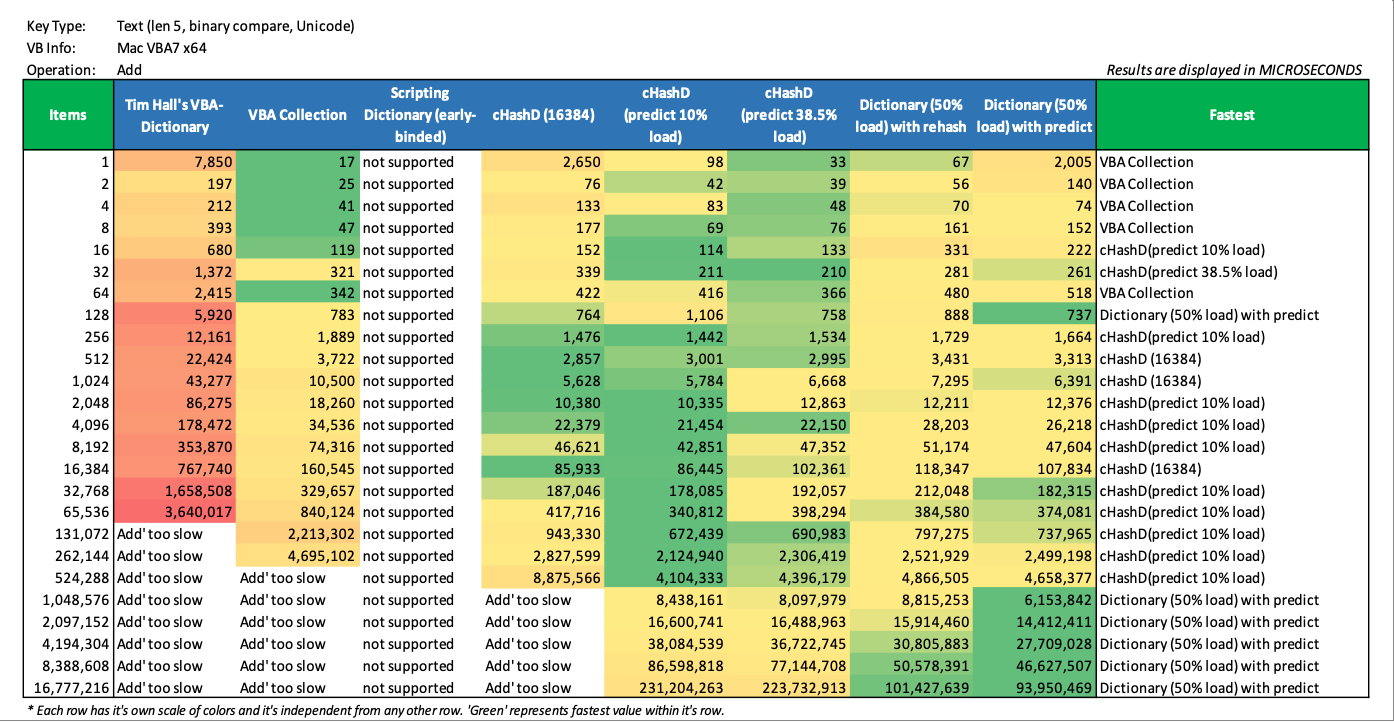 Key Type: Text (len 5, binary compare, Unicode)
VB Info: Mac VBA7 x64
Operation: Add
Results are displayed in MICROSECONDS
Items Tim Hall's VBA-Dictionary VBA Collection Scripting Dictionary (early-binded) cHashD (16384) cHashD (predict 10% load) cHashD (predict 38.5% load) Dictionary (50% load) with rehash Dictionary (50% load) with predict Fastest
1 7,850 17 not supported 2,650 98 33 67 2,005 VBA Collection
2 197 25 not supported 76 42 39 56 140 VBA Collection
4 212 41 not supported 133 83 48 70 74 VBA Collection
8 393 47 not supported 177 69 76 161 152 VBA Collection
16 680 119 not supported 152 114 133 331 222 cHashD(predict 10% load)
32 1,372 321 not supported 339 211 210 281 261 cHashD(predict 38.5% load)
64 2,415 342 not supported 422 416 366 480 518 VBA Collection
128 5,920 783 not supported 764 1,106 758 888 737 Dictionary (50% load) with predict
256 12,161 1,889 not supported 1,476 1,442 1,534 1,729 1,664 cHashD(predict 10% load)
512 22,424 3,722 not supported 2,857 3,001 2,995 3,431 3,313 cHashD (16384)
1,024 43,277 10,500 not supported 5,628 5,784 6,668 7,295 6,391 cHashD (16384)
2,048 86,275 18,260 not supported 10,380 10,335 12,863 12,211 12,376 cHashD(predict 10% load)
4,096 178,472 34,536 not supported 22,379 21,454 22,150 28,203 26,218 cHashD(predict 10% load)
8,192 353,870 74,316 not supported 46,621 42,851 47,352 51,174 47,604 cHashD(predict 10% load)
16,384 767,740 160,545 not supported 85,933 86,445 102,361 118,347 107,834 cHashD (16384)
32,768 1,658,508 329,657 not supported 187,046 178,085 192,057 212,048 182,315 cHashD(predict 10% load)
65,536 3,640,017 840,124 not supported 417,716 340,812 398,294 384,580 374,081 cHashD(predict 10% load)
131,072 Add' too slow 2,213,302 not supported 943,330 672,439 690,983 797,275 737,965 cHashD(predict 10% load)
262,144 Add' too slow 4,695,102 not supported 2,827,599 2,124,940 2,306,419 2,521,929 2,499,198 cHashD(predict 10% load)
524,288 Add' too slow Add' too slow not supported 8,875,566 4,104,333 4,396,179 4,866,505 4,658,377 cHashD(predict 10% load)
1,048,576 Add' too slow Add' too slow not supported Add' too slow 8,438,161 8,097,979 8,815,253 6,153,842 Dictionary (50% load) with predict
2,097,152 Add' too slow Add' too slow not supported Add' too slow 16,600,741 16,488,963 15,914,460 14,412,411 Dictionary (50% load) with predict
4,194,304 Add' too slow Add' too slow not supported Add' too slow 38,084,539 36,722,745 30,805,883 27,709,028 Dictionary (50% load) with predict
8,388,608 Add' too slow Add' too slow not supported Add' too slow 86,598,818 77,144,708 50,578,391 46,627,507 Dictionary (50% load) with predict
16,777,216 Add' too slow Add' too slow not supported Add' too slow 231,204,263 223,732,913 101,427,639 93,950,469 Dictionary (50% load) with predict
* Each row has it's own scale of colors and it's independent from any other row. 'Green' represents fastest value within it's row.